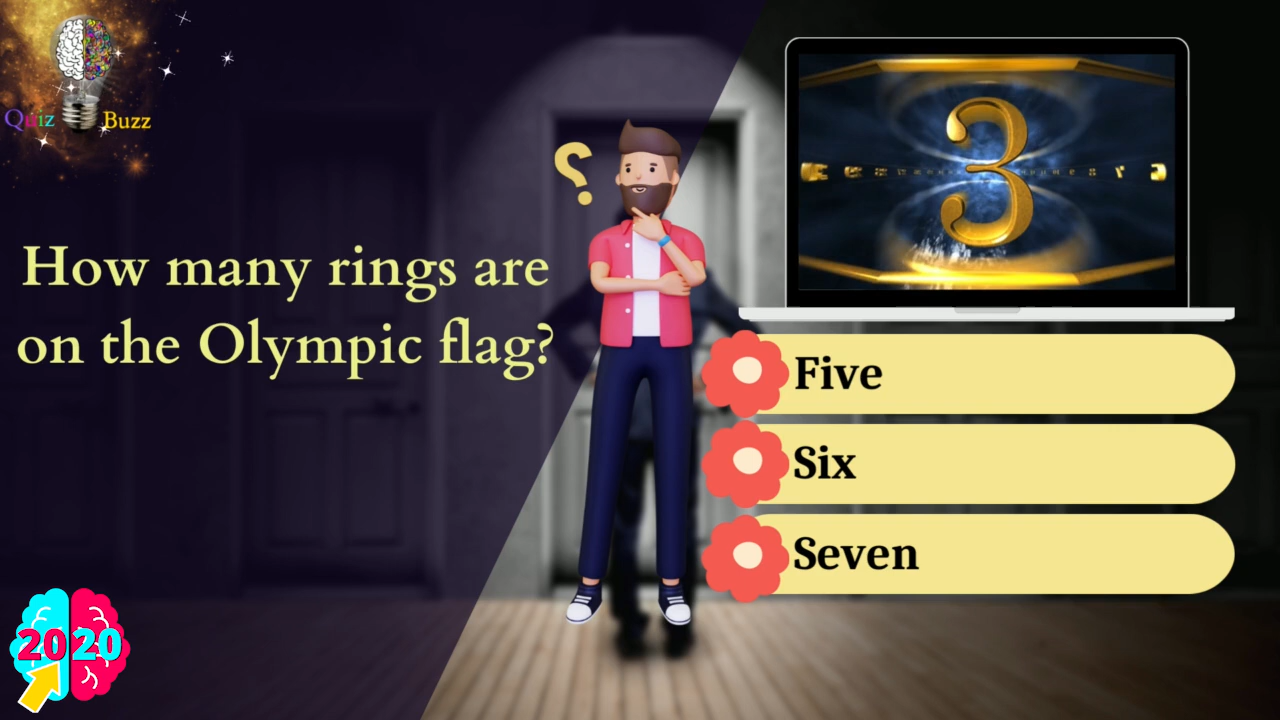 Quiz Buzz
How many rings are
on the Olympic flag?
?
3
Five
Six
Seven
2020